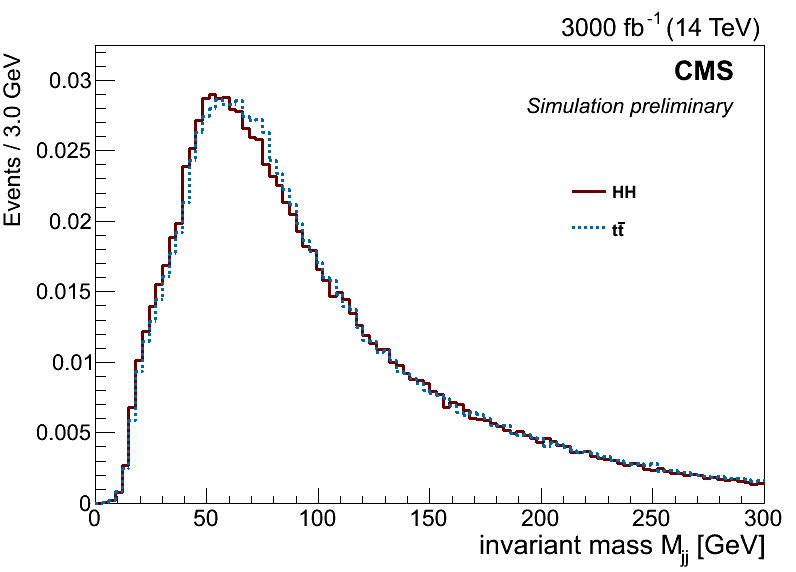 3000 fb⁻¹ (14 TeV)
CMS
Simulation preliminary
HH
tt̄
Events / 3.0 GeV
0.03
0.025
0.02
0.015
0.01
0.005
0
0 50 100 150 200 250 300
invariant mass Mjj [GeV]